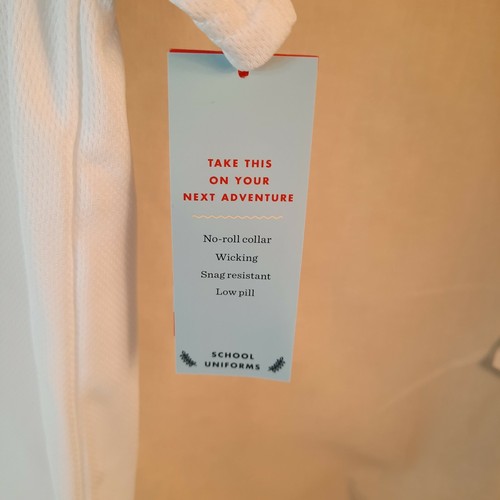 TAKE THIS
ON YOUR
NEXT ADVENTURE
No-roll collar
Wicking
Snag resistant
Low pill
SCHOOL
UNIFORMS